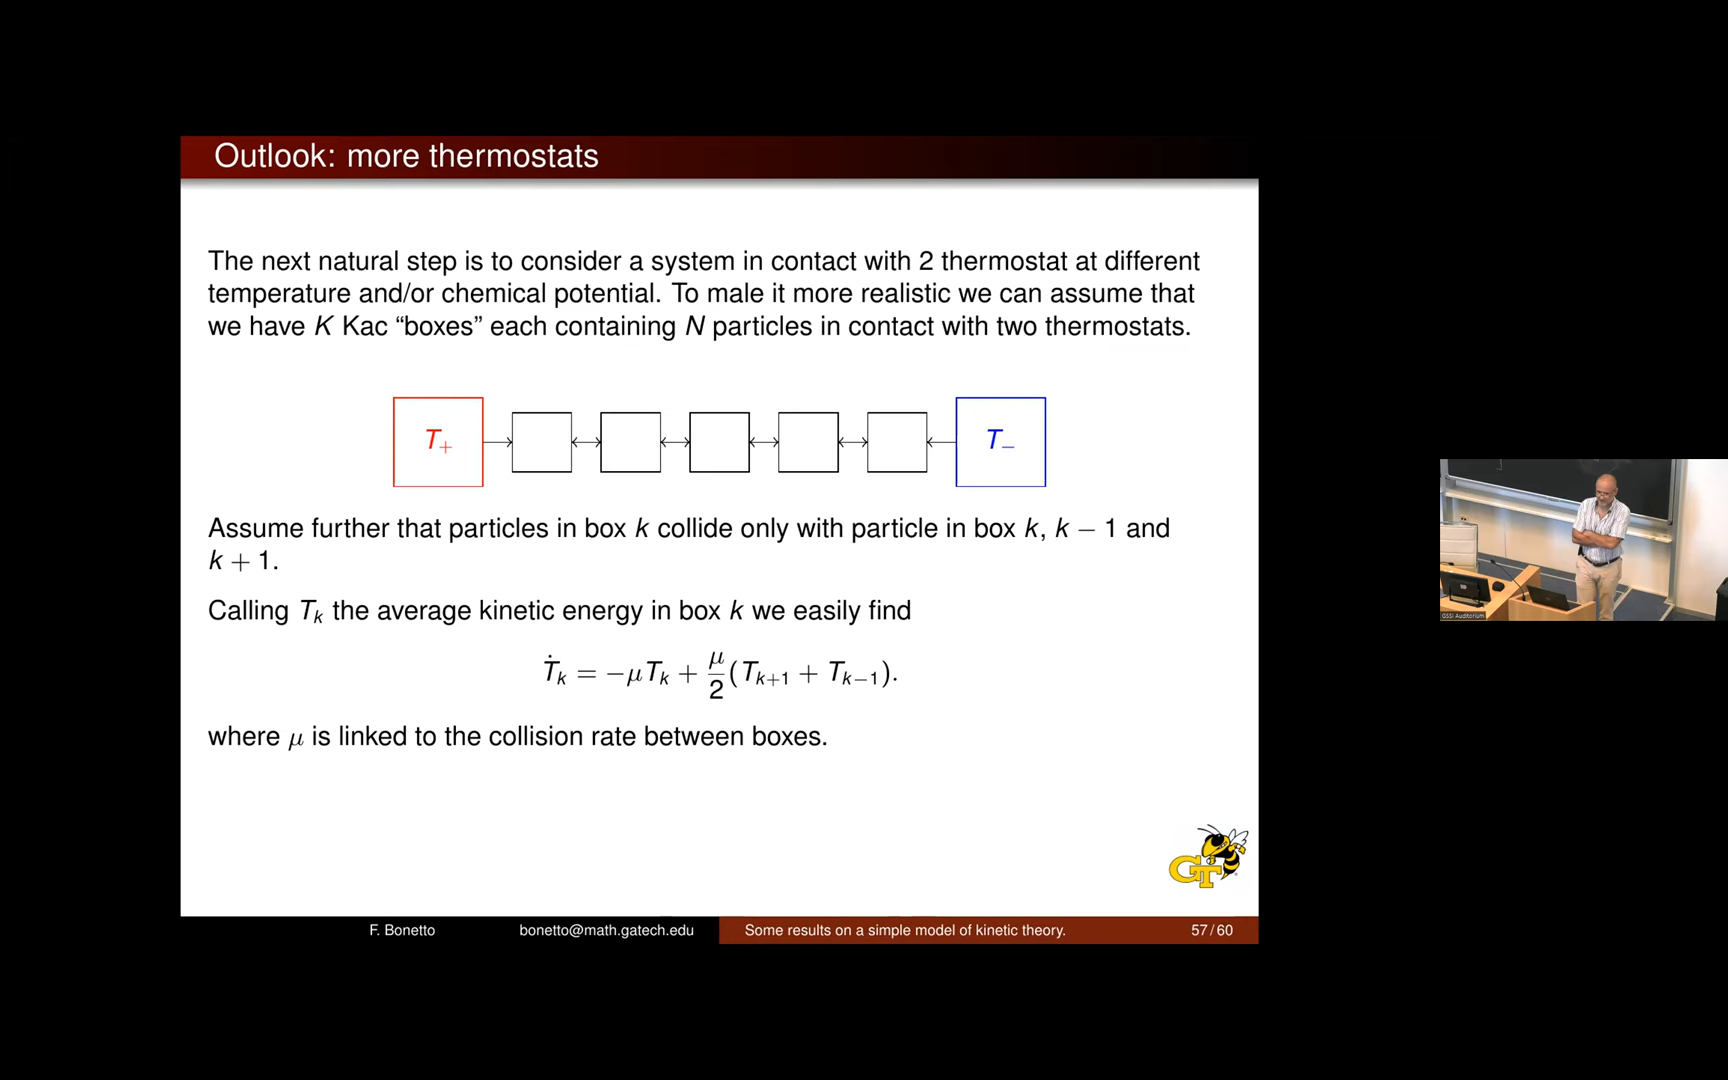 Outlook: more thermostats
The next natural step is to consider a system in contact with 2 thermostat at different
temperature and/or chemical potential. To male it more realistic we can assume that
we have K Kac “boxes” each containing N particles in contact with two thermostats.
T₊
T₋
Assume further that particles in box k collide only with particle in box k, k − 1 and
k + 1.
Calling Tₖ the average kinetic energy in box k we easily find
Ṫₖ = −μTₖ + μ/2 (Tₖ₊₁ + Tₖ₋₁).
where μ is linked to the collision rate between boxes.
GT
F. Bonetto bonetto@math.gatech.edu Some results on a simple model of kinetic theory. 57 / 60
GSSI Auditorium